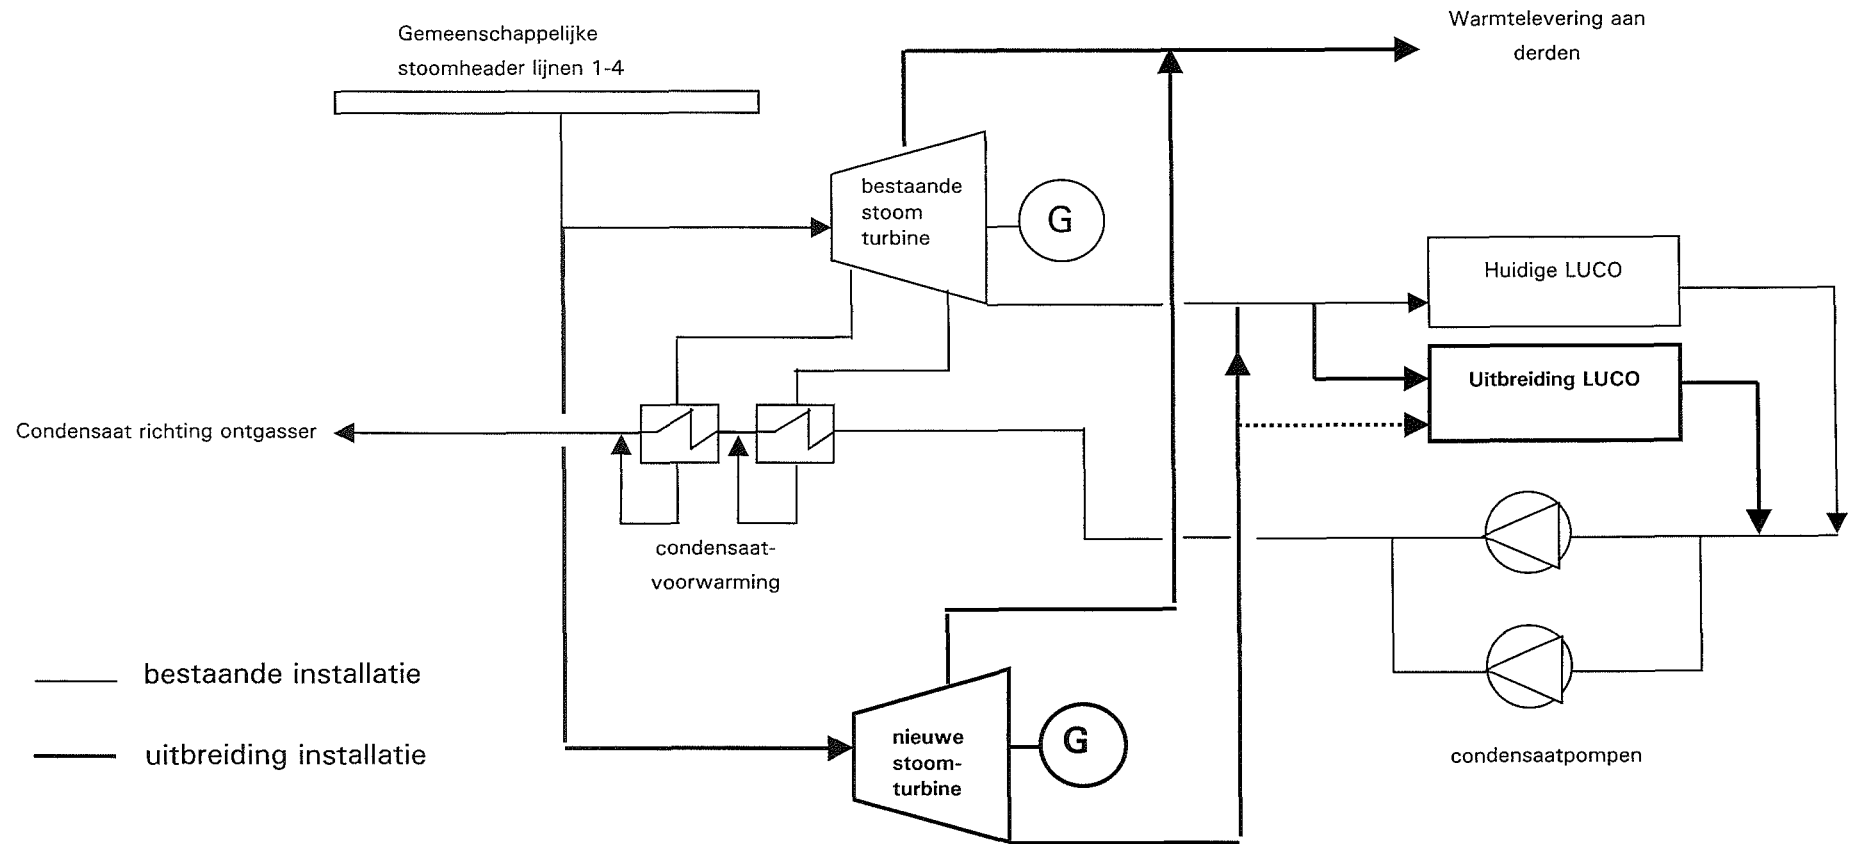 Gemeenschappelijke
stoomheader lijnen 1-4
Warmtelevering aan
derden
bestaande
stoom
turbine
G
Huidige LUCO
Uitbreiding LUCO
Condensaat richting ontgasser
condensaat-
voorwarming
bestaande installatie
uitbreiding installatie
nieuwe
stoom-
turbine
G
condensaatpompen